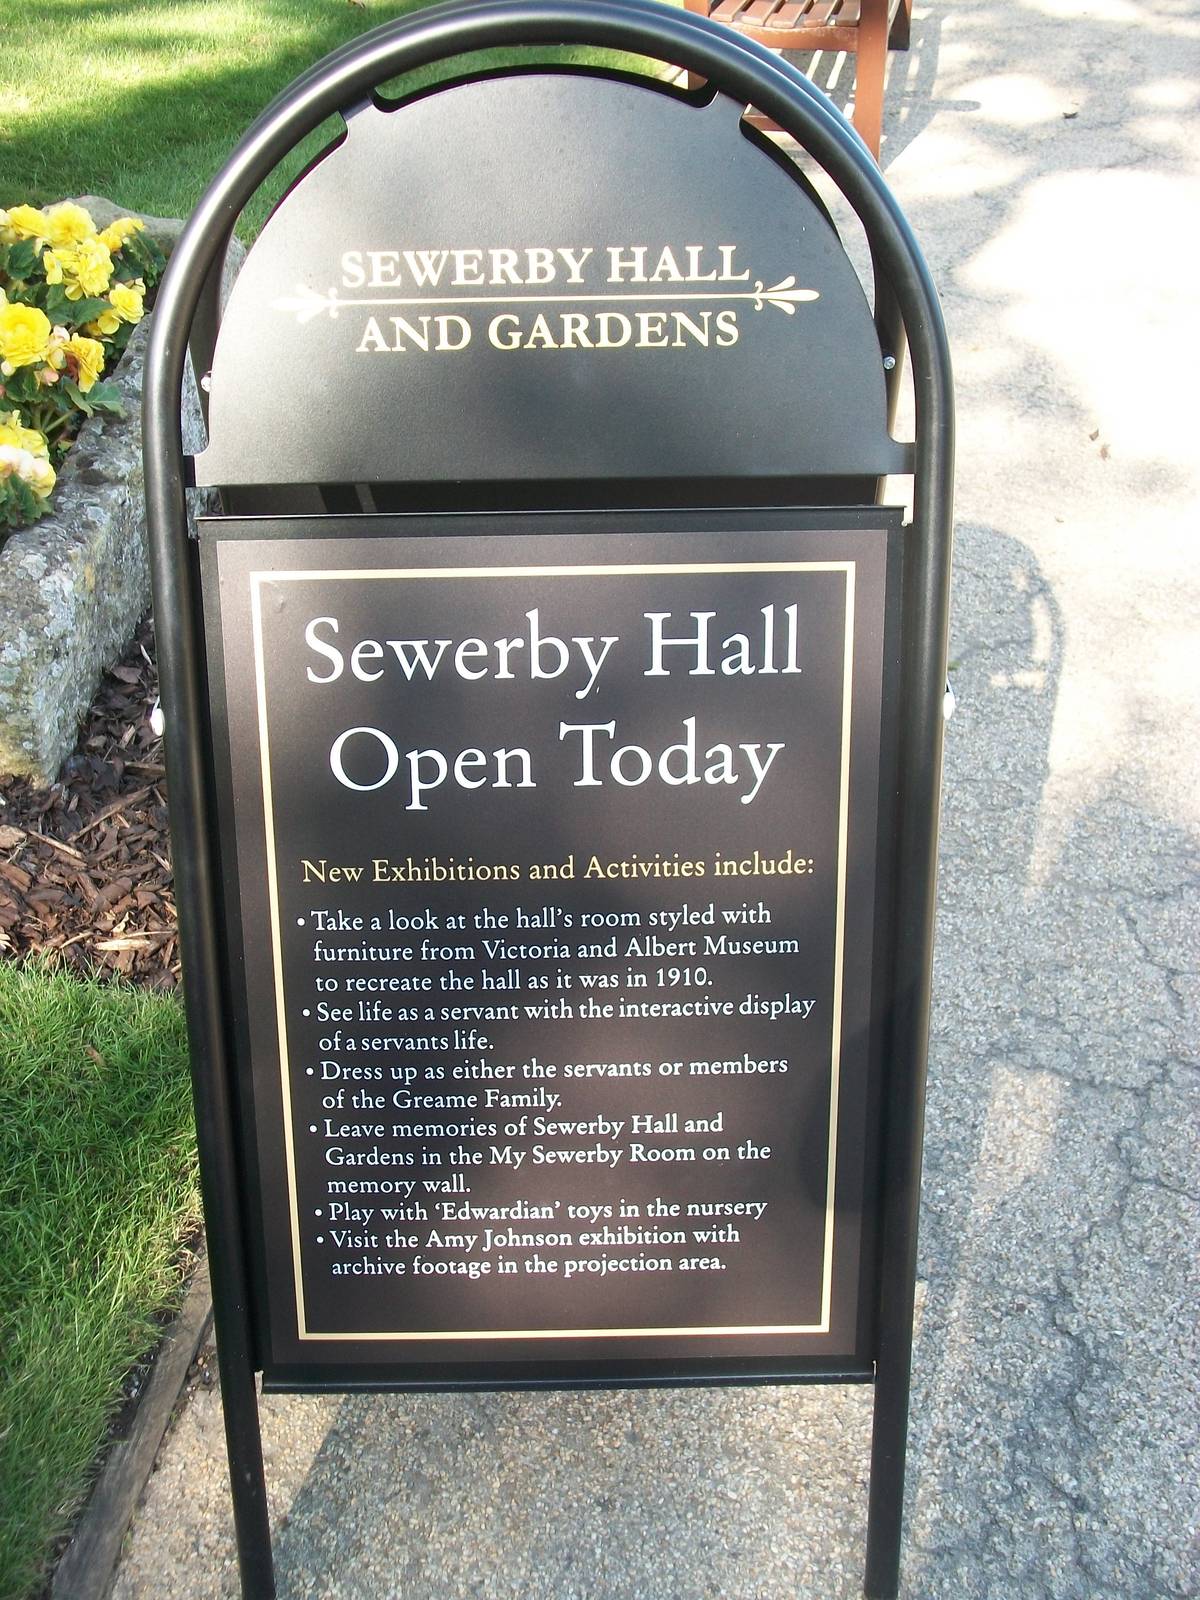 SEWERBY HALL
AND GARDENS
Sewerby Hall
Open Today
New Exhibitions and Activities include:
• Take a look at the hall's room styled with
furniture from Victoria and Albert Museum
to recreate the hall as it was in 1910.
• See life as a servant with the interactive display
of a servants life.
• Dress up as either the servants or members
of the Greame Family.
• Leave memories of Sewerby Hall and
Gardens in the My Sewerby Room on the
memory wall.
• Play with ‘Edwardian’ toys in the nursery
• Visit the Amy Johnson exhibition with
archive footage in the projection area.